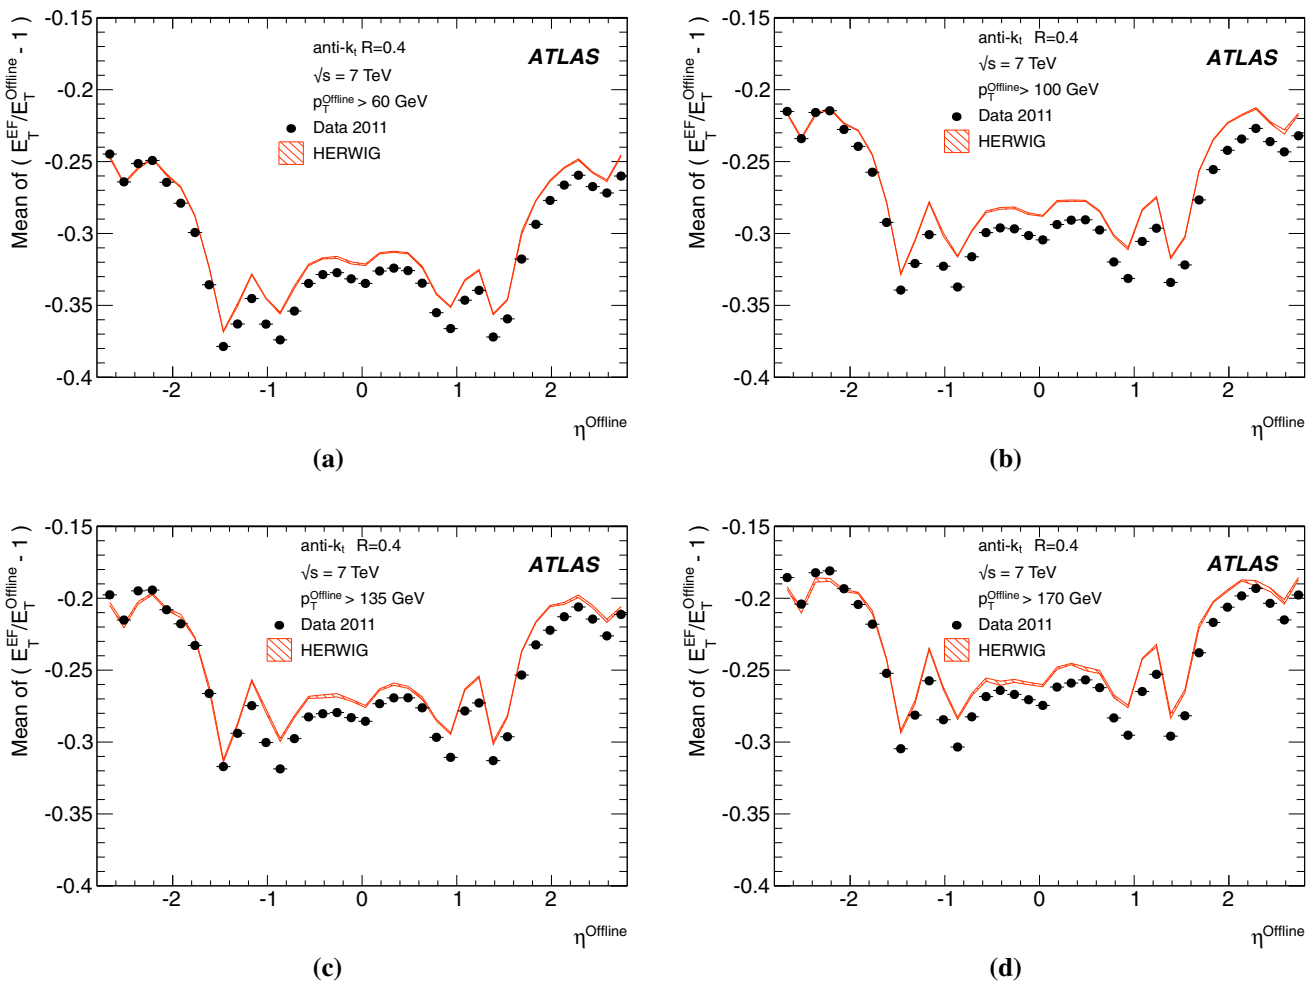 -0.15
-0.2
-0.25
-0.3
-0.35
-0.4
Mean of ( E_T^EF/E_T^Offline - 1 )
anti-k_t R=0.4
√s = 7 TeV
p_T^Offline > 60 GeV
Data 2011
HERWIG
ATLAS
-2 -1 0 1 2
η^Offline
(a)
-0.15
-0.2
-0.25
-0.3
-0.35
-0.4
Mean of ( E_T^EF/E_T^Offline - 1 )
anti-k_t R=0.4
√s = 7 TeV
p_T^Offline > 100 GeV
Data 2011
HERWIG
ATLAS
-2 -1 0 1 2
η^Offline
(b)
-0.15
-0.2
-0.25
-0.3
-0.35
-0.4
Mean of ( E_T^EF/E_T^Offline - 1 )
anti-k_t R=0.4
√s = 7 TeV
p_T^Offline > 135 GeV
Data 2011
HERWIG
ATLAS
-2 -1 0 1 2
η^Offline
(c)
-0.15
-0.2
-0.25
-0.3
-0.35
-0.4
Mean of ( E_T^EF/E_T^Offline - 1 )
anti-k_t R=0.4
√s = 7 TeV
p_T^Offline > 170 GeV
Data 2011
HERWIG
ATLAS
-2 -1 0 1 2
η^Offline
(d)